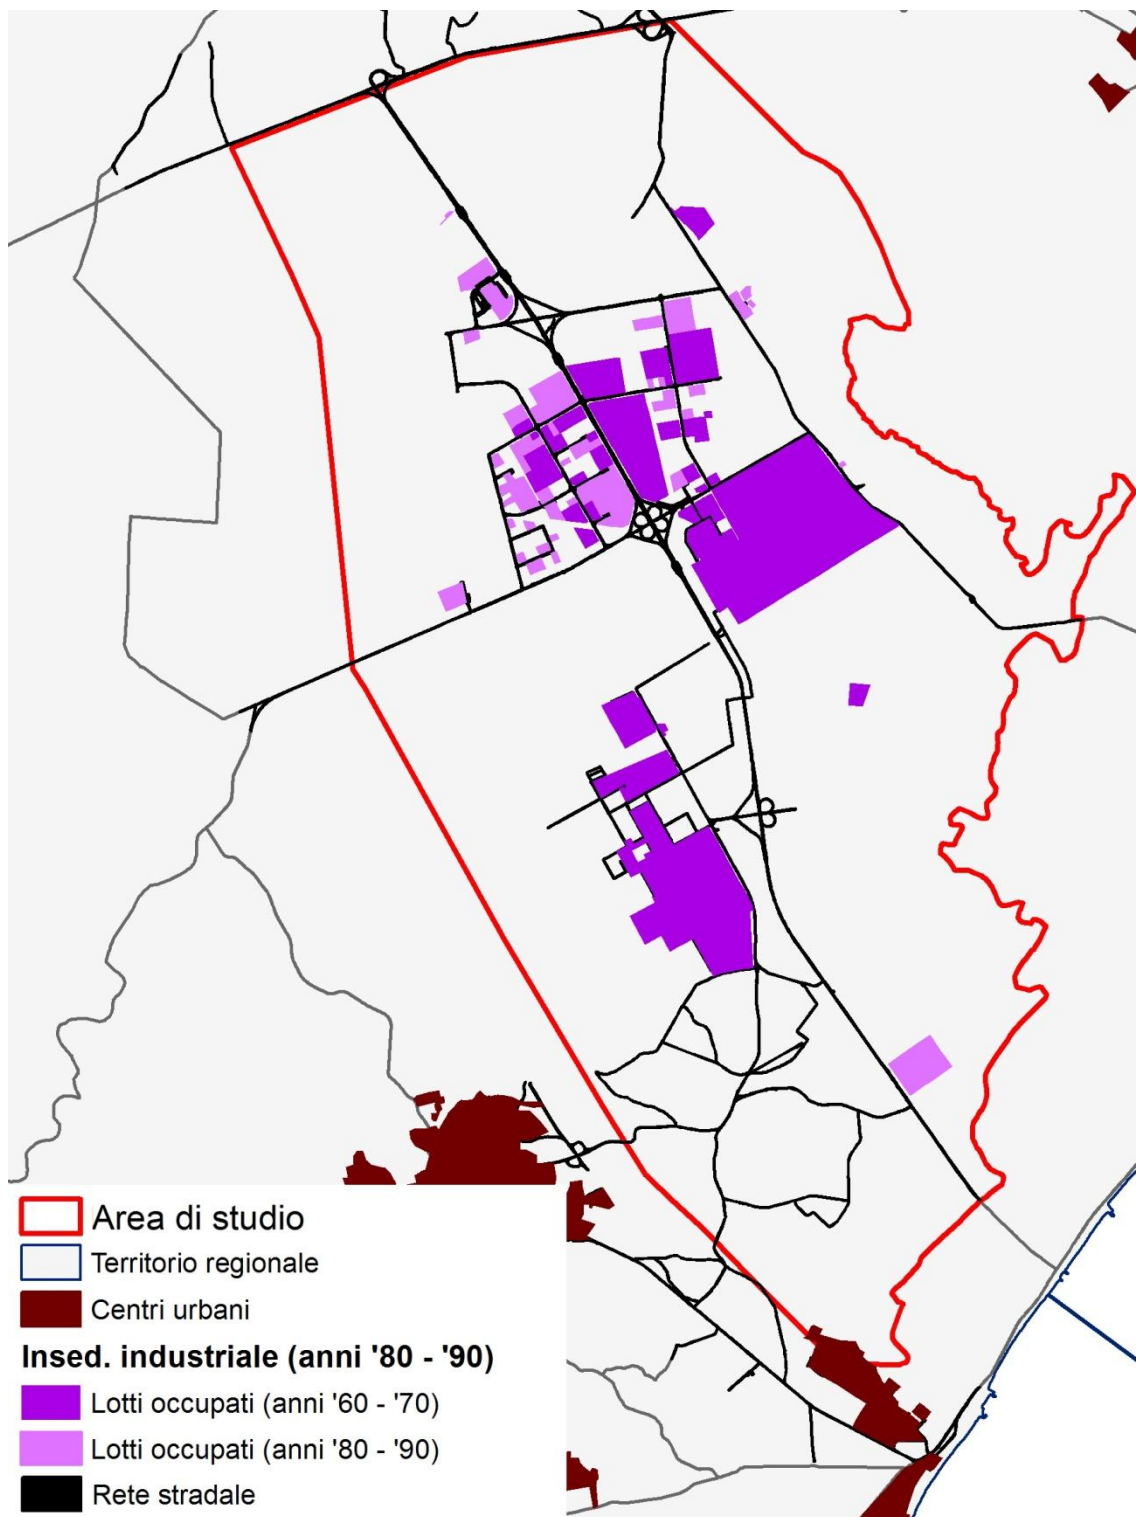 Area di studio
Territorio regionale
Centri urbani
Insed. industriale (anni '80 - '90)
Lotti occupati (anni '60 - '70)
Lotti occupati (anni '80 - '90)
Rete stradale